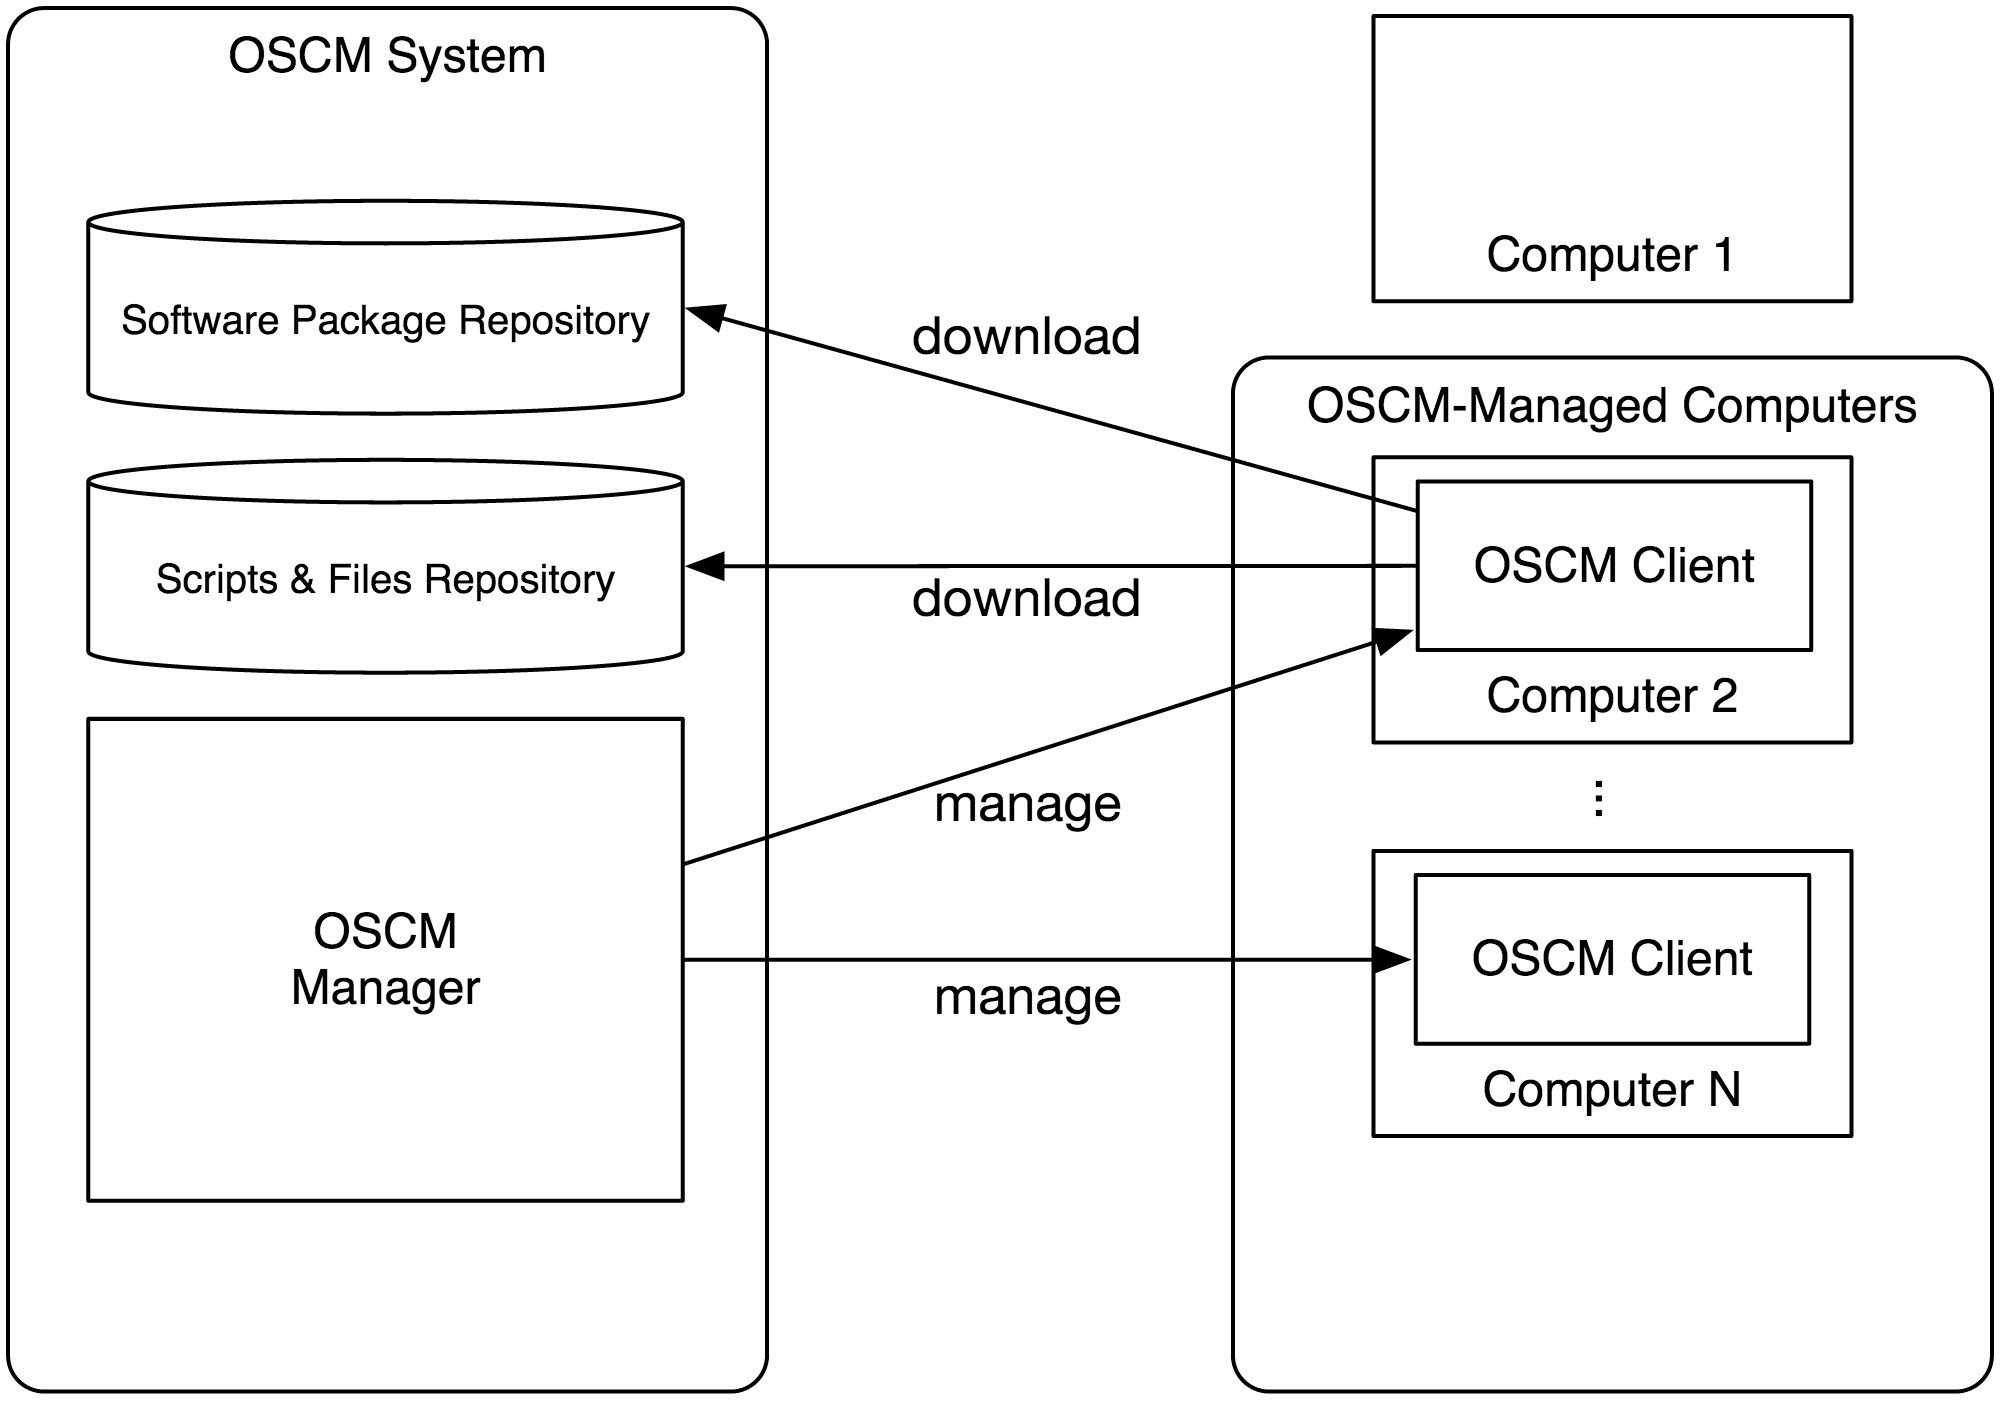 OSCM System
Software Package Repository
Scripts & Files Repository
OSCM
Manager
download
download
manage
manage
Computer 1
OSCM-Managed Computers
OSCM Client
Computer 2
⋮
OSCM Client
Computer N